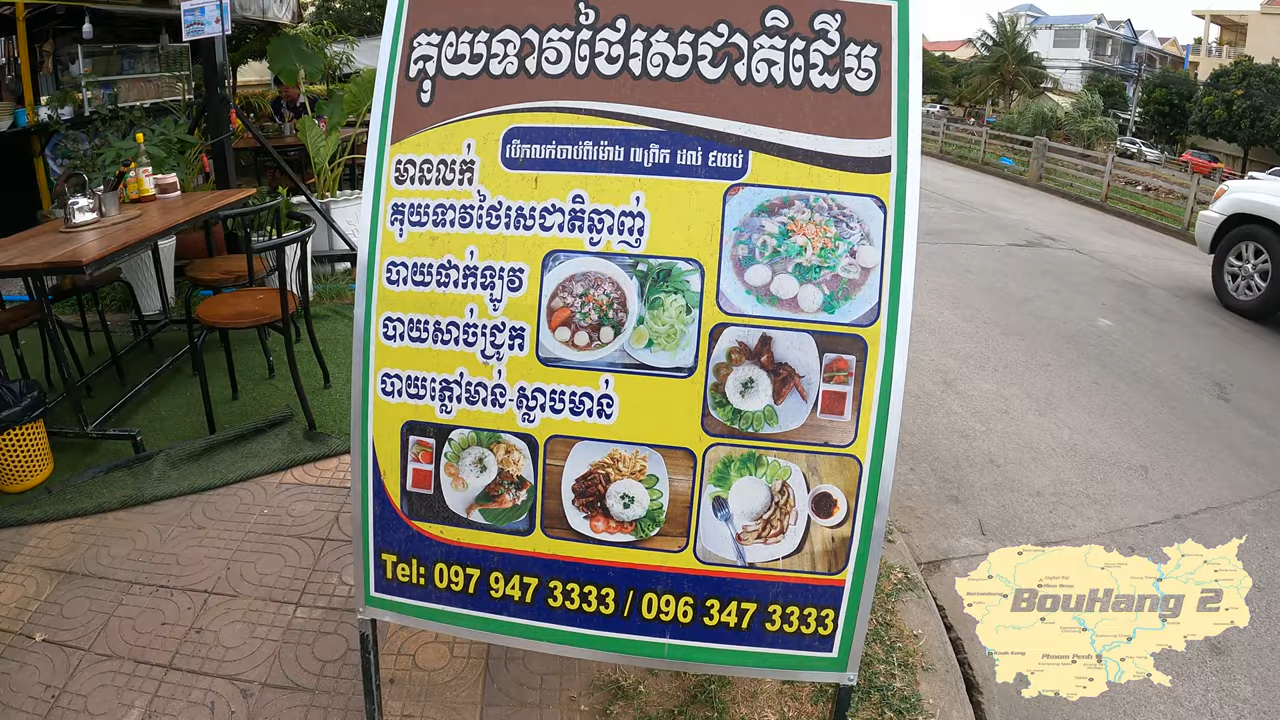 គុយទាវថៃរសជាតិដើម
បើកលក់ចាប់ពីម៉ោង ៧ព្រឹក ដល់ ៩យប់
មានលក់
គុយទាវថៃរសជាតិឆ្ងាញ់
បាយផាក់ឡូវ
បាយសាច់ជ្រូក
បាយភ្លៅមាន់-ស្លាបមាន់
Tel: 097 947 3333 / 096 347 3333
BouHang 2
Phnom Penh